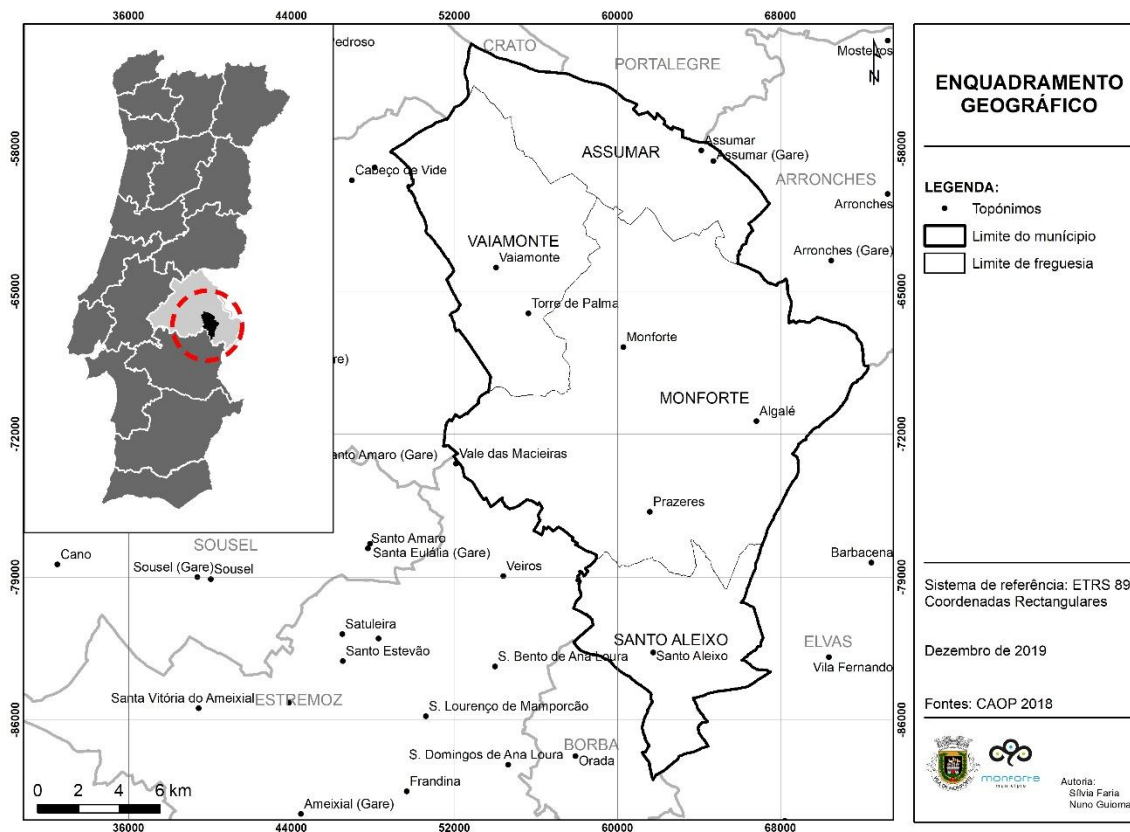 36000
44000
52000
60000
68000
CRATO
PORTALEGRE
Mosteiros
N
-58000
-58000
Assumar
ASSUMAR
Assumar (Gare)
Cabeço de Vide
ARRONCHES
Arronches
VAIAMONTE
Vaiamonte
Arronches (Gare)
-65000
-65000
Torre de Palma
Monforte
MONFORTE
Algalé
-72000
-72000
Vale das Macieiras
(Gare)
Prazeres
Santo Amaro
SOUSEL
Santa Eulália (Gare)
Cano
Barbacena
Sousel (Gare)
Sousel
Veiros
-79000
-79000
Satuleira
SANTO ALEIXO
ELVAS
Santo Estevão
Santo Aleixo
S. Bento de Ana Loura
Vila Fernando
Santa Vitória do Ameixial
ESTREMOZ
S. Lourenço de Mamporcão
-86000
-86000
BORBA
S. Domingos de Ana Loura
Orada
0 2 4 6 km
Frandina
Ameixial (Gare)
36000
44000
52000
60000
68000
ENQUADRAMENTO
GEOGRÁFICO
LEGENDA:
Topónimos
Limite do munícipio
Limite de freguesia
Sistema de referência: ETRS 89
Coordenadas Rectangulares
Dezembro de 2019
Fontes: CAOP 2018
monforte
município
Autoria:
Sílvia Faria
Nuno Guioma